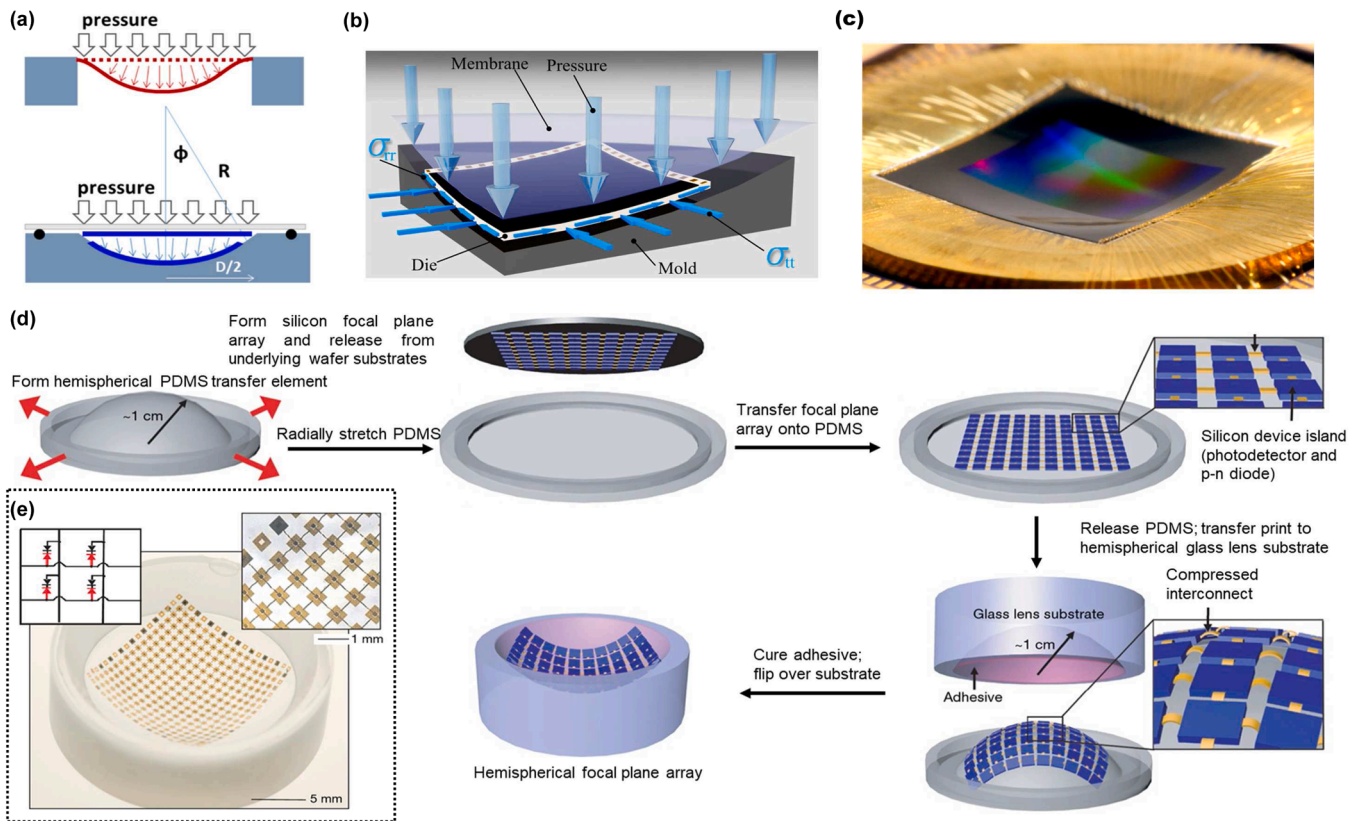 (a)
pressure
ϕ
R
pressure
D/2
(b)
Membrane
Pressure
σrr
Die
Mold
σtt
(c)
(d)
Form silicon focal plane
array and release from
underlying wafer substrates
Form hemispherical PDMS transfer element
~1 cm
Radially stretch PDMS
Transfer focal plane
array onto PDMS
Silicon device island
(photodetector and
p-n diode)
Release PDMS; transfer print to
hemispherical glass lens substrate
Compressed
interconnect
Glass lens substrate
~1 cm
Adhesive
Cure adhesive;
flip over substrate
Hemispherical focal plane array
(e)
1 mm
5 mm